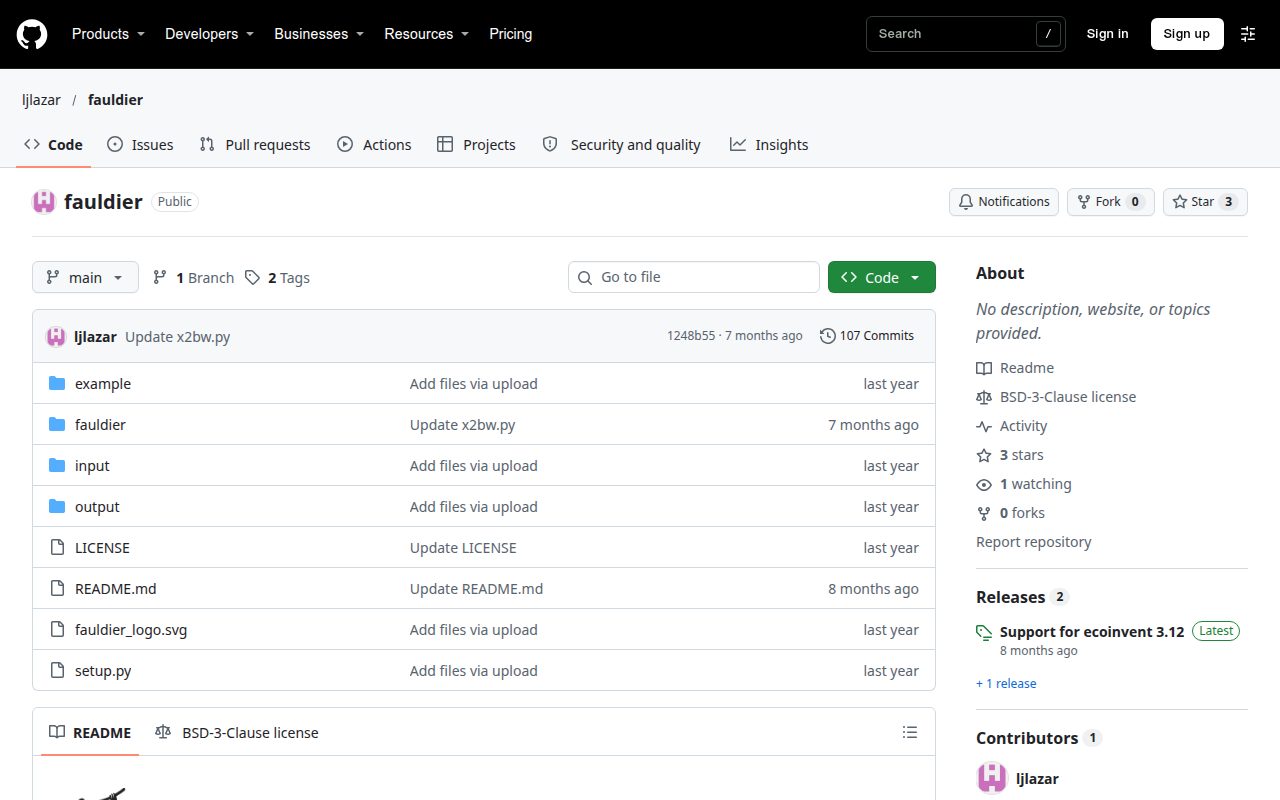 Products Developers Businesses Resources Pricing Search / Sign in Sign up
ljlazar / fauldier
Code Issues Pull requests Actions Projects Security and quality Insights
fauldier Public Notifications Fork 0 Star 3
main 1 Branch 2 Tags Go to file Code
ljlazar Update x2bw.py 1248b55 · 7 months ago 107 Commits
example Add files via upload last year
fauldier Update x2bw.py 7 months ago
input Add files via upload last year
output Add files via upload last year
LICENSE Update LICENSE last year
README.md Update README.md 8 months ago
fauldier_logo.svg Add files via upload last year
setup.py Add files via upload last year
README BSD-3-Clause license
About
No description, website, or topics
provided.
Readme
BSD-3-Clause license
Activity
3 stars
1 watching
0 forks
Report repository
Releases 2
Support for ecoinvent 3.12 Latest
8 months ago
+ 1 release
Contributors 1
ljlazar